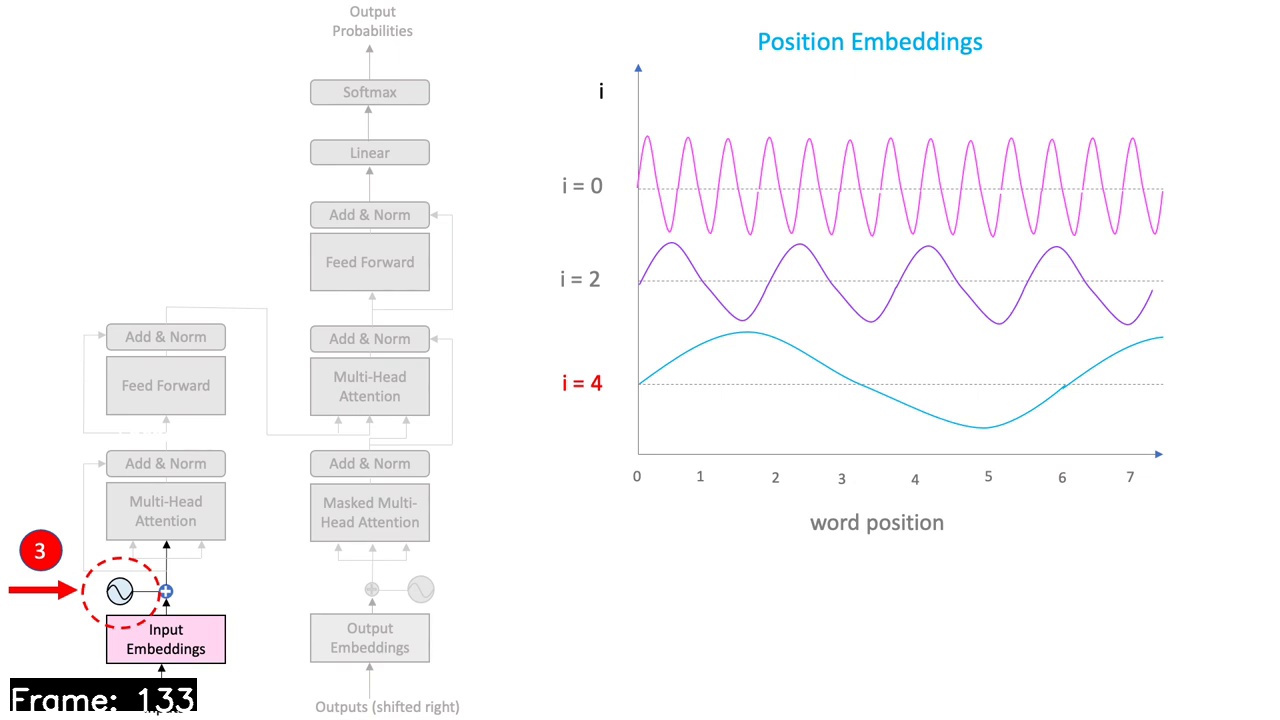 Output
Probabilities
Softmax
Linear
Add & Norm
Feed Forward
Add & Norm
Multi-Head
Attention
Add & Norm
Masked Multi-
Head Attention
Output
Embeddings
Outputs (shifted right)
Add & Norm
Feed Forward
Add & Norm
Multi-Head
Attention
3
Input
Embeddings
Frame: 133
Position Embeddings
i
i = 0
i = 2
i = 4
0 1 2 3 4 5 6 7
word position